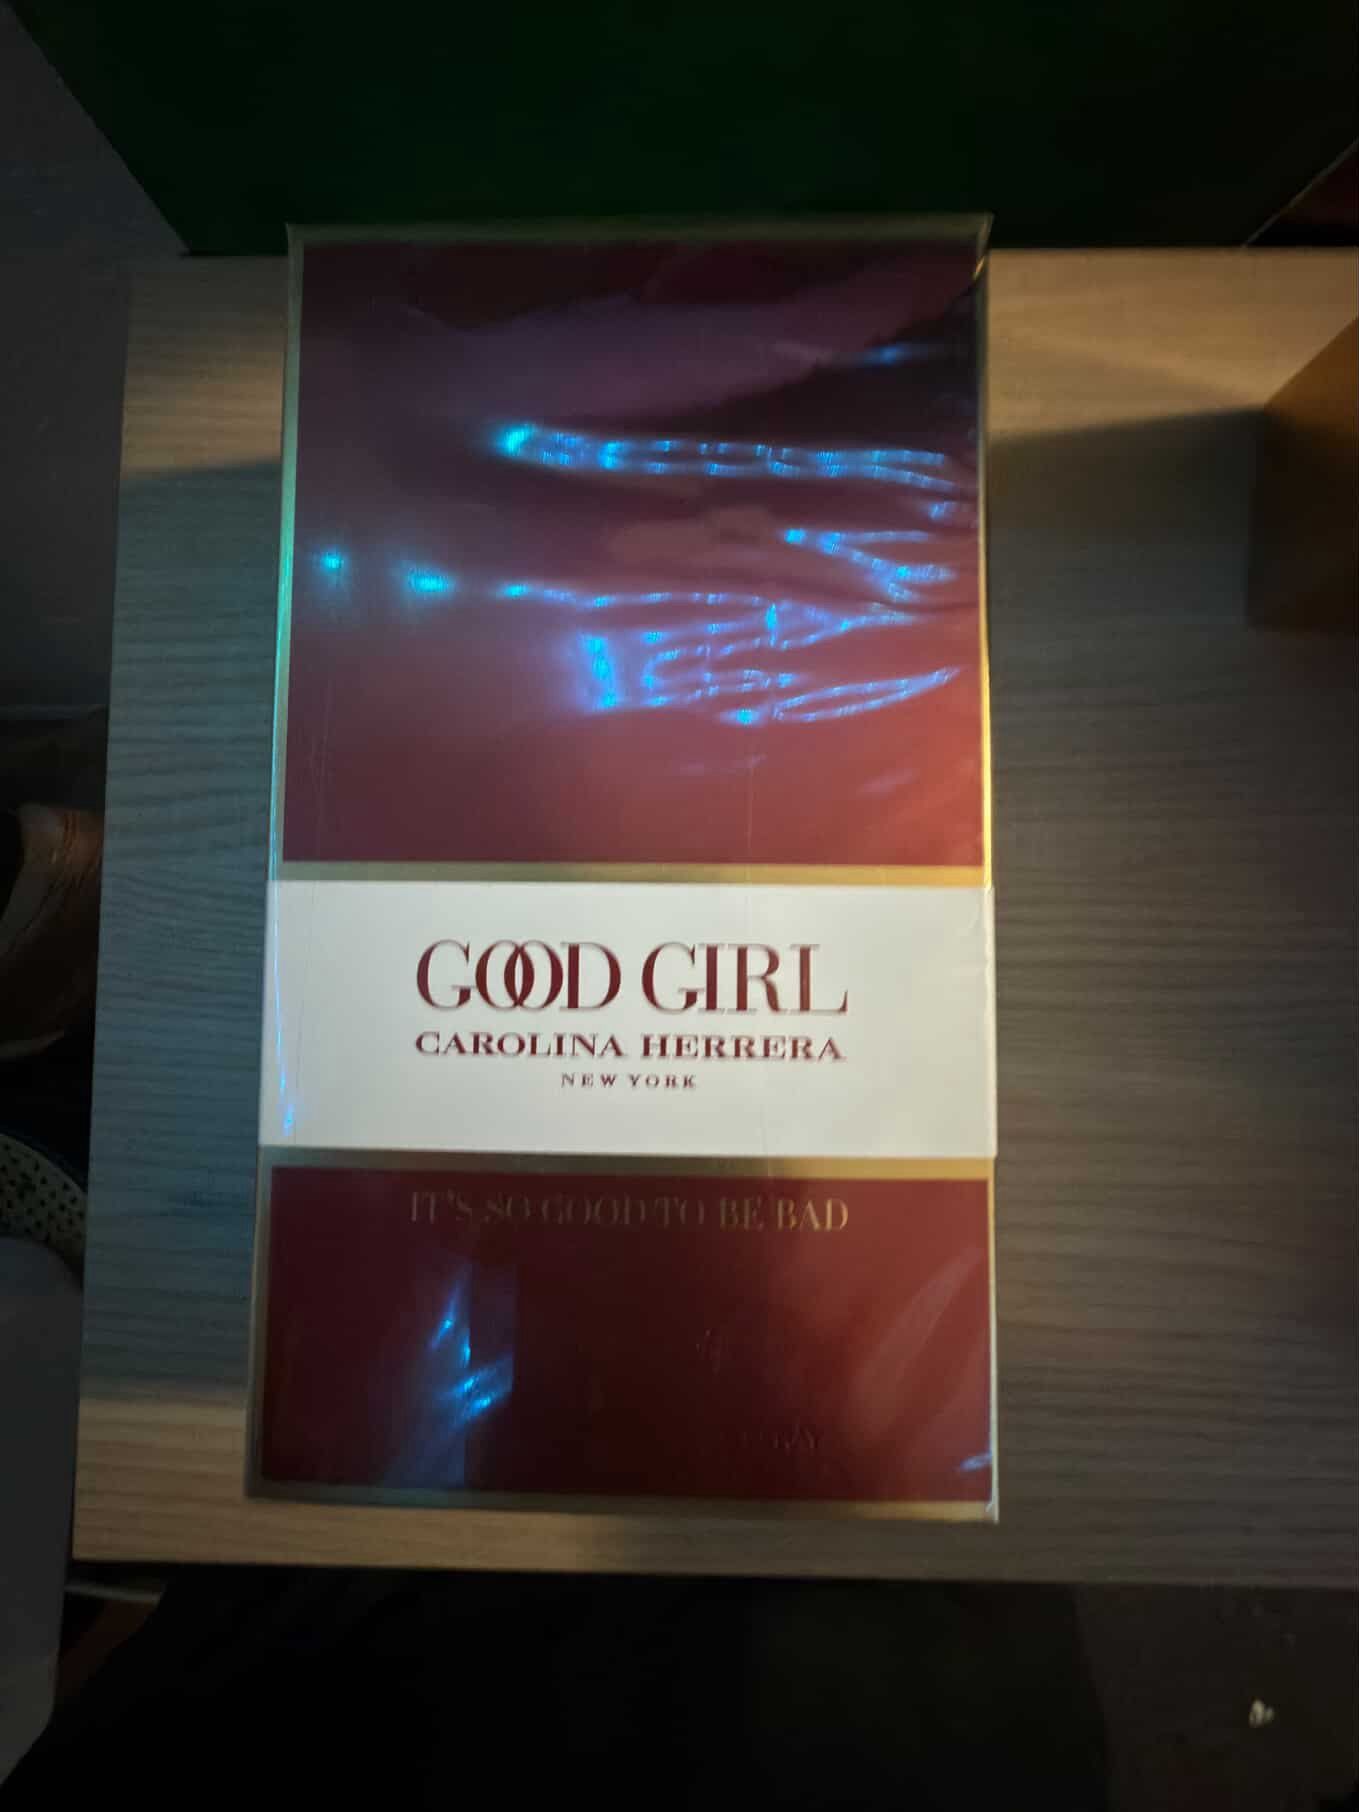 GOOD GIRL
CAROLINA HERRERA
NEW YORK
IT'S SO GOOD TO BE BAD